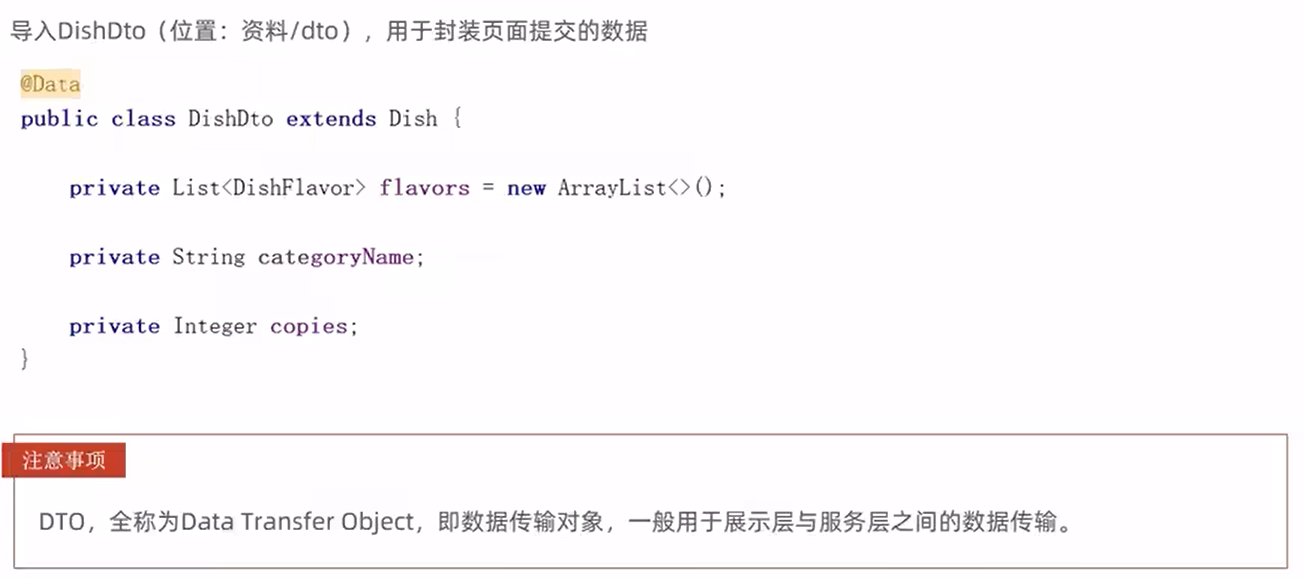 导入DishDto（位置：资料/dto），用于封装页面提交的数据
@Data
public class DishDto extends Dish {
private List<DishFlavor> flavors = new ArrayList<>();
private String categoryName;
private Integer copies;
}
注意事项
DTO，全称为Data Transfer Object，即数据传输对象，一般用于展示层与服务层之间的数据传输。